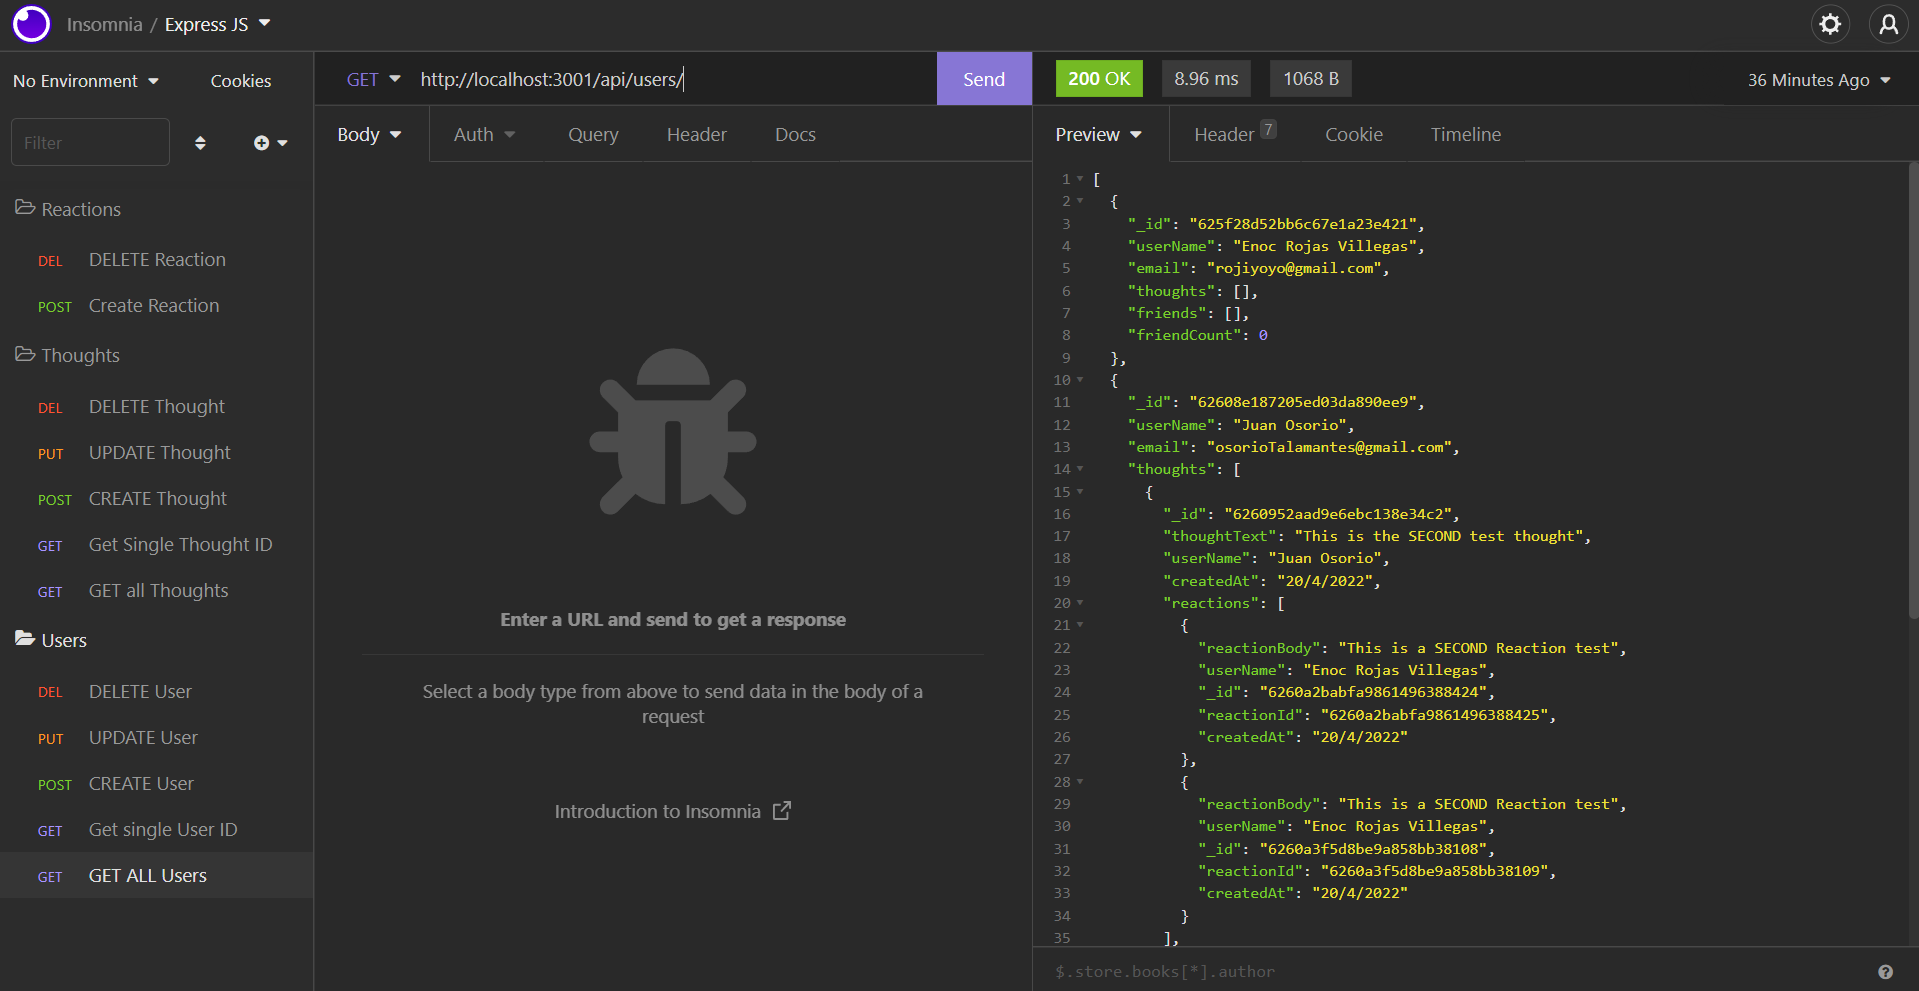 Insomnia / Express JS
No Environment
Cookies
Filter
Reactions
DEL DELETE Reaction
POST Create Reaction
Thoughts
DEL DELETE Thought
PUT UPDATE Thought
POST CREATE Thought
GET Get Single Thought ID
GET GET all Thoughts
Users
DEL DELETE User
PUT UPDATE User
POST CREATE User
GET Get single User ID
GET GET ALL Users
GET http://localhost:3001/api/users/ Send
Body Auth Query Header Docs
Enter a URL and send to get a response
Select a body type from above to send data in the body of a
request
Introduction to Insomnia
200 OK 8.96 ms 1068 B 36 Minutes Ago
Preview Header 7 Cookie Timeline
1 [
2 {
3 "_id": "625f28d52bb6c67e1a23e421",
4 "userName": "Enoc Rojas Villegas",
5 "email": "rojiyoyo@gmail.com",
6 "thoughts": [],
7 "friends": [],
8 "friendCount": 0
9 },
10 {
11 "_id": "62608e187205ed03da890ee9",
12 "userName": "Juan Osorio",
13 "email": "osorioTalamantes@gmail.com",
14 "thoughts": [
15 {
16 "_id": "6260952aad9e6ebc138e34c2",
17 "thoughtText": "This is the SECOND test thought",
18 "userName": "Juan Osorio",
19 "createdAt": "20/4/2022",
20 "reactions": [
21 {
22 "reactionBody": "This is a SECOND Reaction test",
23 "userName": "Enoc Rojas Villegas",
24 "_id": "6260a2babfa9861496388424",
25 "reactionId": "6260a2babfa9861496388425",
26 "createdAt": "20/4/2022"
27 },
28 {
29 "reactionBody": "This is a SECOND Reaction test",
30 "userName": "Enoc Rojas Villegas",
31 "_id": "6260a3f5d8be9a858bb38108",
32 "reactionId": "6260a3f5d8be9a858bb38109",
33 "createdAt": "20/4/2022"
34 }
35 ],
$.store.books[*].author